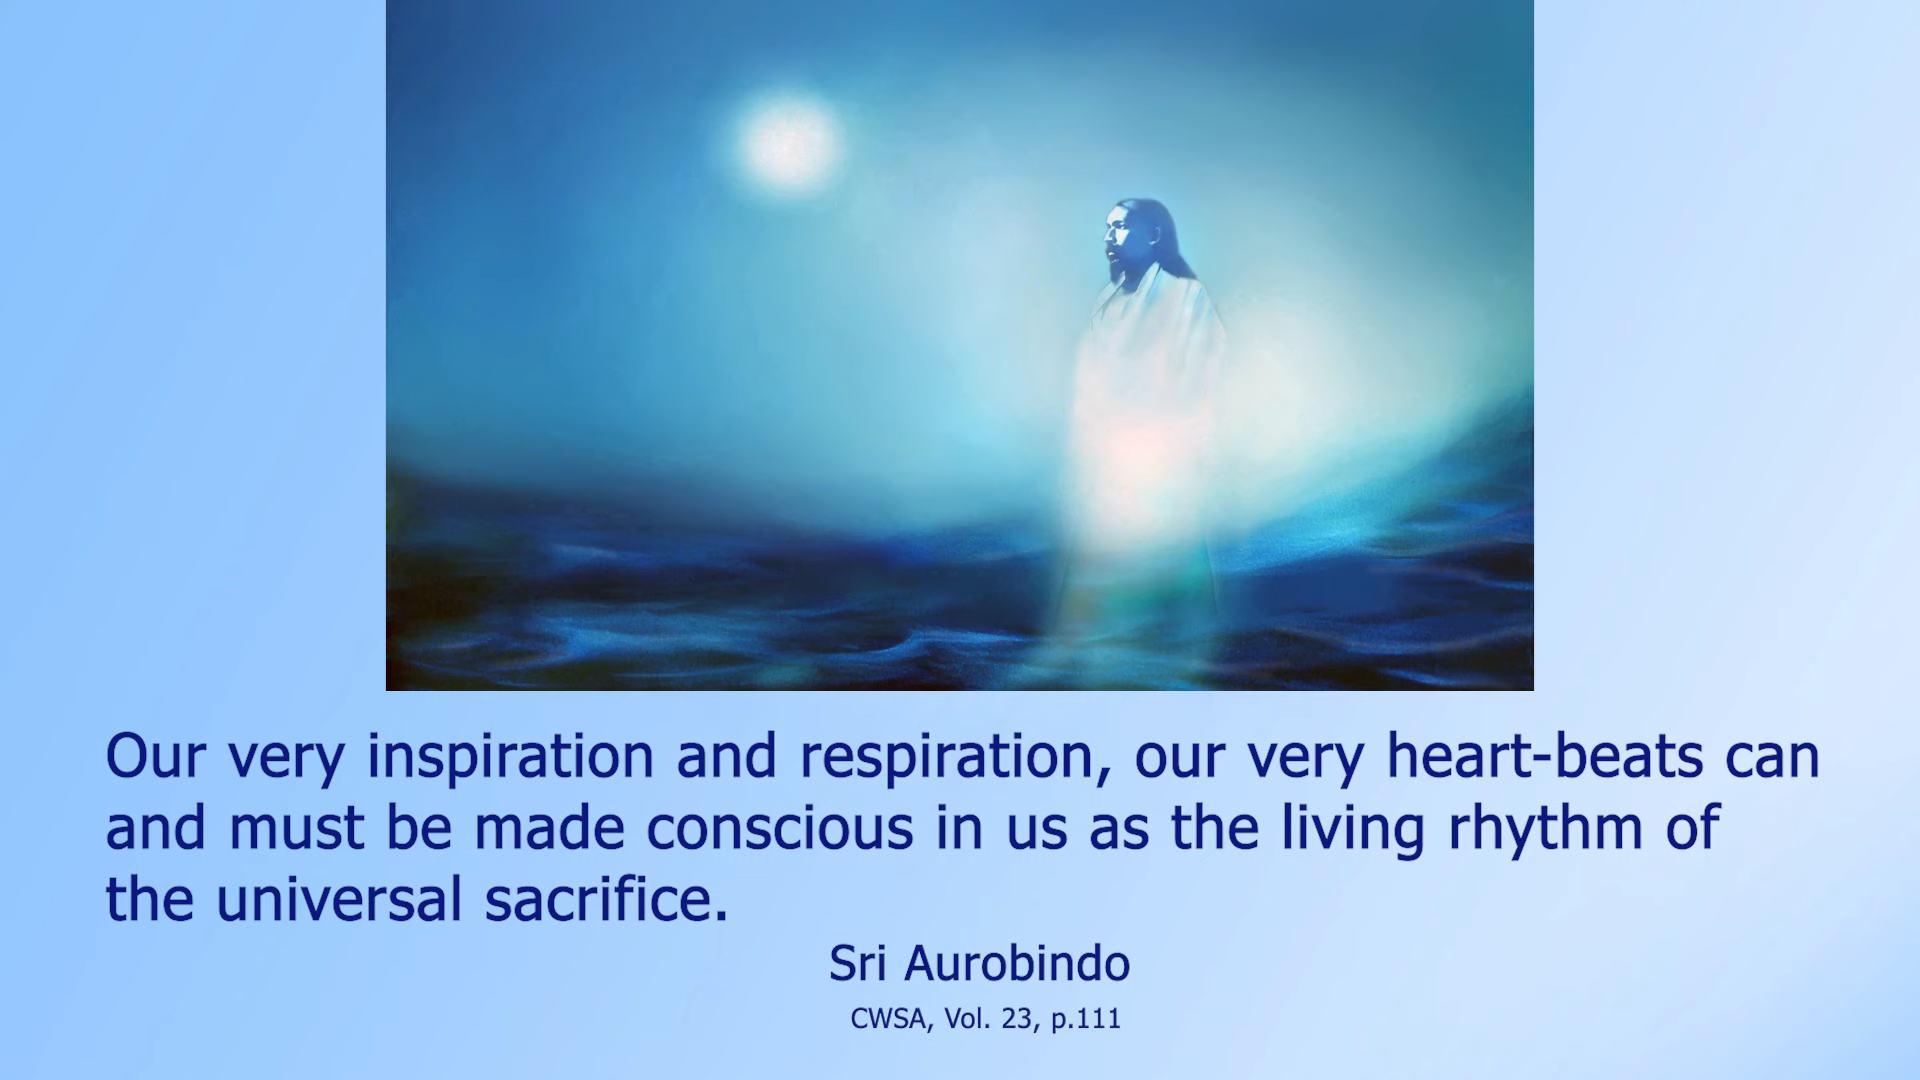 Our very inspiration and respiration, our very heart-beats can
and must be made conscious in us as the living rhythm of
the universal sacrifice.
Sri Aurobindo
CWSA, Vol. 23, p.111